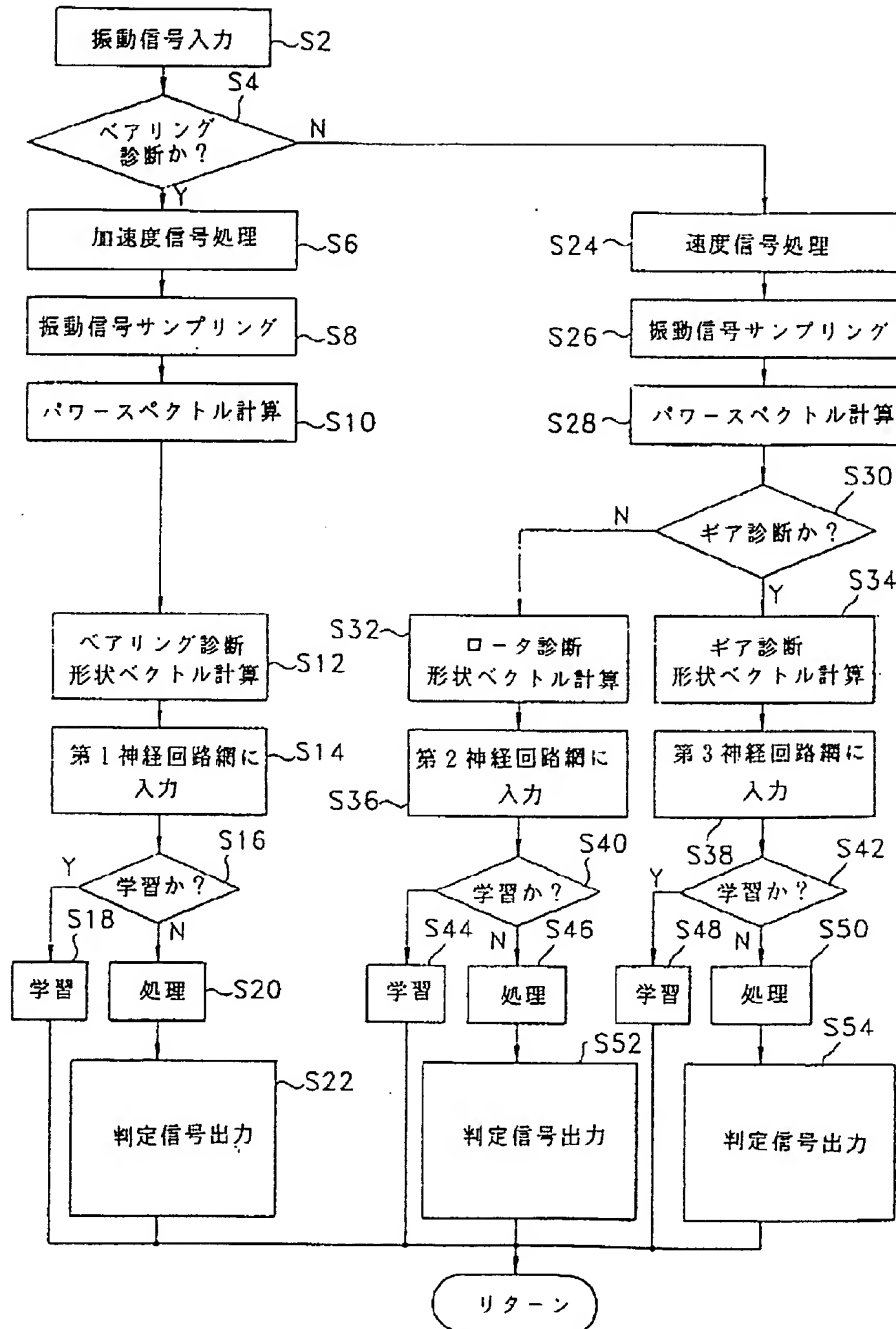 振動信号入力
S2
S4
ベアリング
診断か?
N
Y
加速度信号処理
S6
S24
速度信号処理
振動信号サンプリング
S8
S26
振動信号サンプリング
パワースペクトル計算
S10
S28
パワースペクトル計算
S30
ギア診断か?
N
Y
S34
ベアリング診断
形状ベクトル計算
S12
S32
ロータ診断
形状ベクトル計算
ギア診断
形状ベクトル計算
第1神経回路網に
入力
S14
第2神経回路網に
入力
S36
第3神経回路網に
入力
S38
S16
学習か?
Y
N
S40
学習か?
N
S42
学習か?
Y
N
S18
学習
処理
S20
S44
学習
S46
処理
S48
学習
S50
処理
S22
判定信号出力
S52
判定信号出力
S54
判定信号出力
リターン